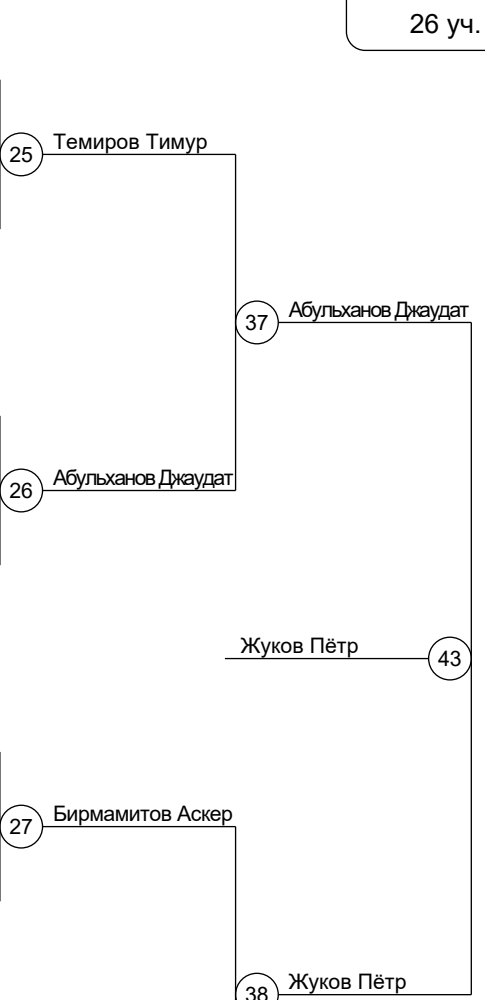 26 уч.
25 Темиров Тимур
37 Абульханов Джаудат
26 Абульханов Джаудат
Жуков Пётр 43
27 Бирмамитов Аскер
38 Жуков Пётр